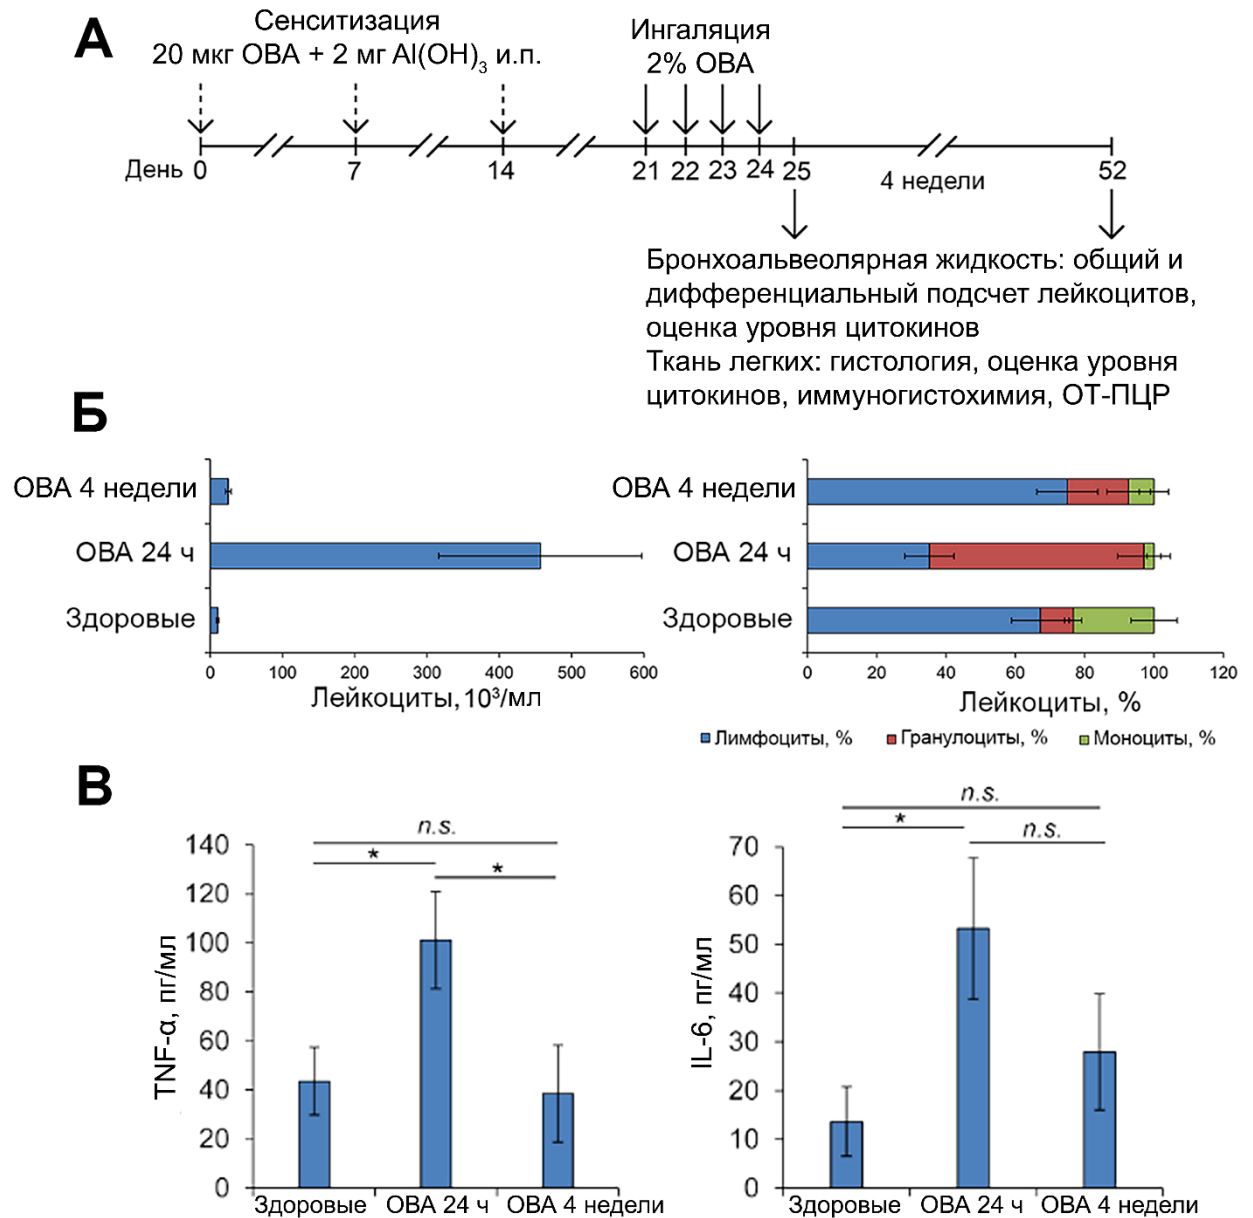 А
Сенситизация
20 мкг ОВА + 2 мг Al(OH)₃ и.п.
Ингаляция
2% ОВА
День 0 7 14 21 22 23 24 25 4 недели 52
Бронхоальвеолярная жидкость: общий и
дифференциальный подсчет лейкоцитов,
оценка уровня цитокинов
Ткань легких: гистология, оценка уровня
цитокинов, иммуногистохимия, ОТ-ПЦР
Б
ОВА 4 недели
ОВА 24 ч
Здоровые
0 100 200 300 400 500 600
Лейкоциты, 10³/мл
ОВА 4 недели
ОВА 24 ч
Здоровые
0 20 40 60 80 100 120
Лейкоциты, %
Лимфоциты, % Гранулоциты, % Моноциты, %
В
n.s.
*
*
TNF-α, пг/мл
140
120
100
80
60
40
20
0
Здоровые ОВА 24 ч ОВА 4 недели
n.s.
*
n.s.
IL-6, пг/мл
70
60
50
40
30
20
10
0
Здоровые ОВА 24 ч ОВА 4 недели